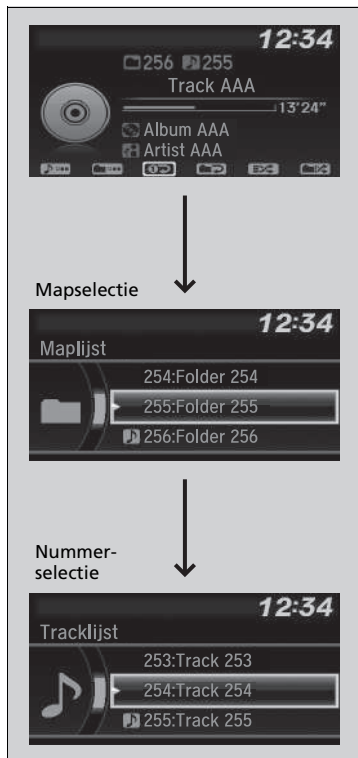 12:34
256 255
Track AAA
13'24"
Album AAA
Artist AAA
Mapselectie
12:34
Maplijst
254:Folder 254
255:Folder 255
256:Folder 256
Nummer-
selectie
12:34
Tracklijst
253:Track 253
254:Track 254
255:Track 255